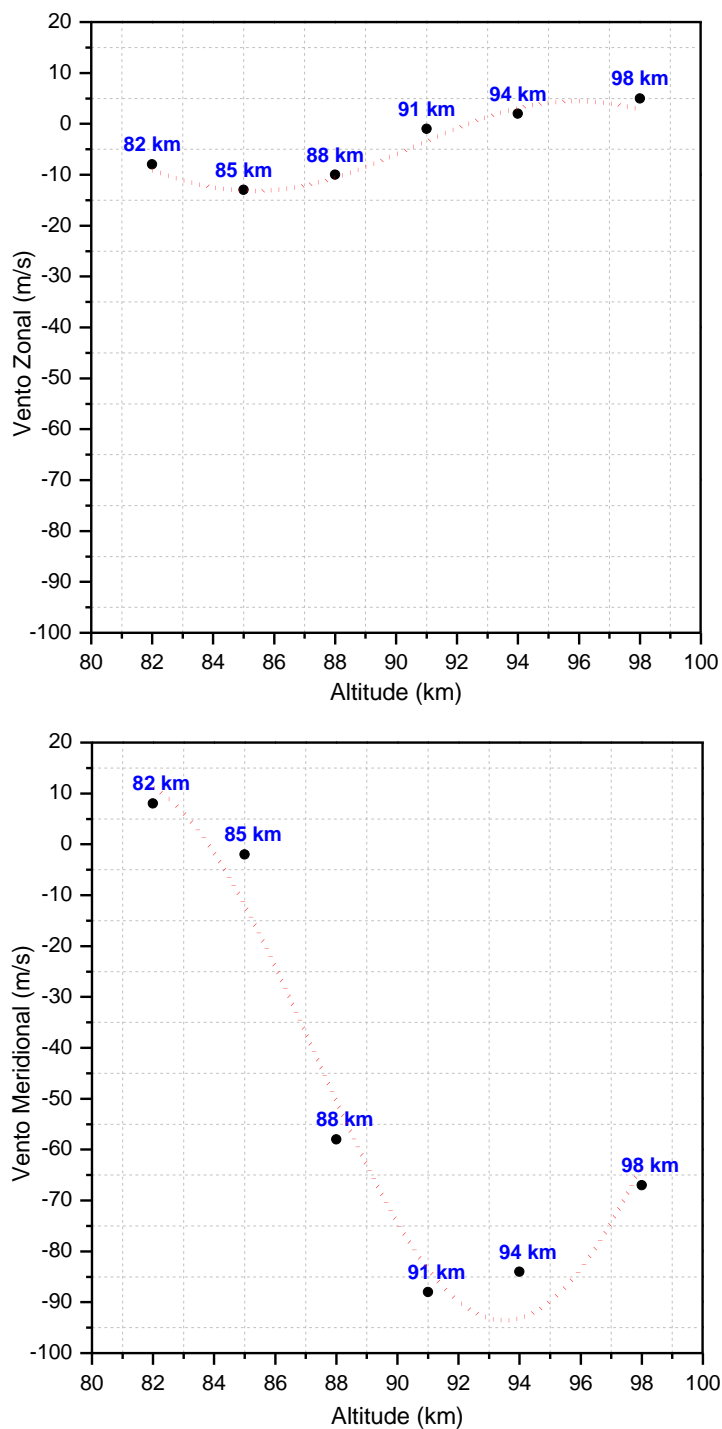 20
10
0
-10
-20
-30
-40
-50
-60
-70
-80
-90
-100
Vento Zonal (m/s)
82 km
85 km
88 km
91 km
94 km
98 km
80 82 84 86 88 90 92 94 96 98 100
Altitude (km)
20
10
0
-10
-20
-30
-40
-50
-60
-70
-80
-90
-100
Vento Meridional (m/s)
82 km
85 km
88 km
91 km
94 km
98 km
80 82 84 86 88 90 92 94 96 98 100
Altitude (km)